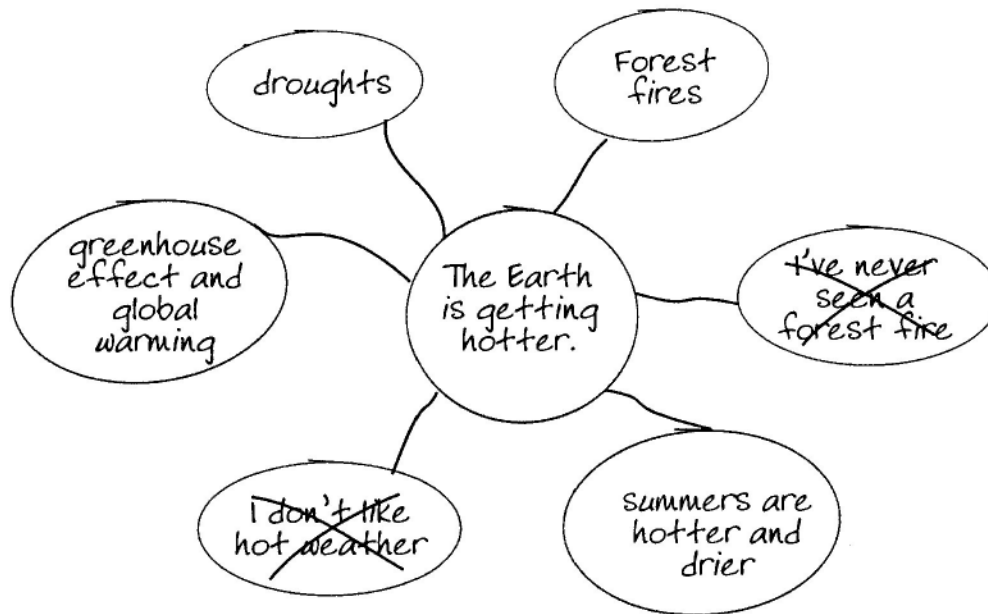 droughts
Forest
fires
greenhouse
effect and
global
warming
The Earth
is getting
hotter.
I've never
seen a
forest fire
I don't like
hot weather
summers are
hotter and
drier